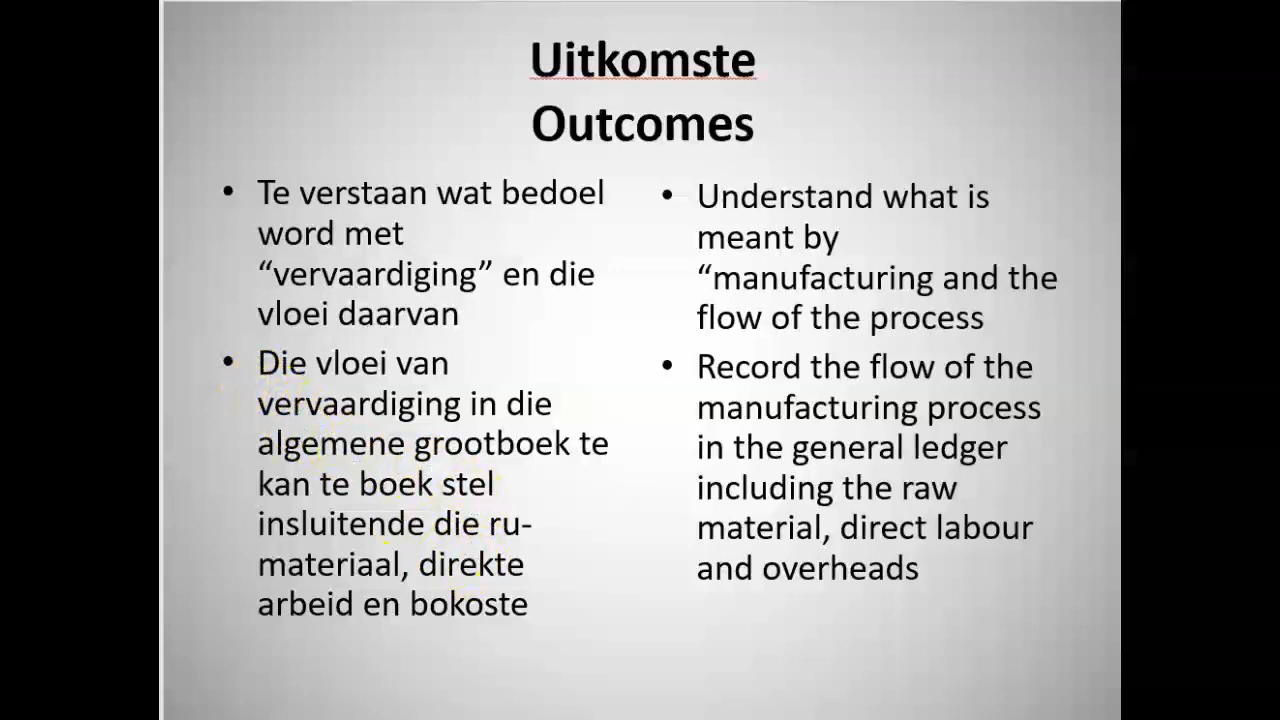 Uitkomste
Outcomes
• Te verstaan wat bedoel
word met
“vervaardiging” en die
vloei daarvan
• Die vloei van
vervaardiging in die
algemene grootboek te
kan te boek stel
insluitende die ru-
materiaal, direkte
arbeid en bokoste
• Understand what is
meant by
“manufacturing and the
flow of the process
• Record the flow of the
manufacturing process
in the general ledger
including the raw
material, direct labour
and overheads